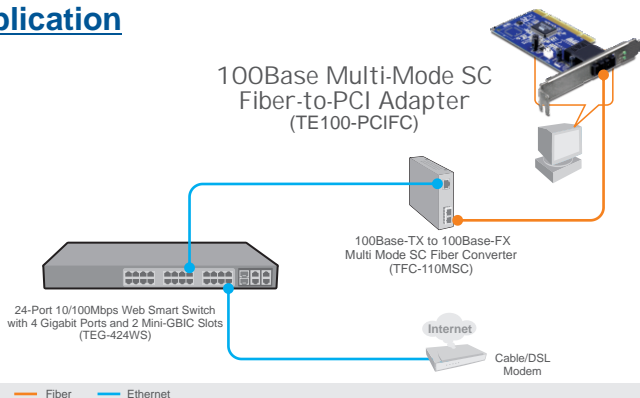 plication
100Base Multi-Mode SC
Fiber-to-PCI Adapter
(TE100-PCIFC)
100Base-TX to 100Base-FX
Multi Mode SC Fiber Converter
(TFC-110MSC)
24-Port 10/100Mbps Web Smart Switch
with 4 Gigabit Ports and 2 Mini-GBIC Slots
(TEG-424WS)
Internet
Cable/DSL
Modem
Fiber Ethernet